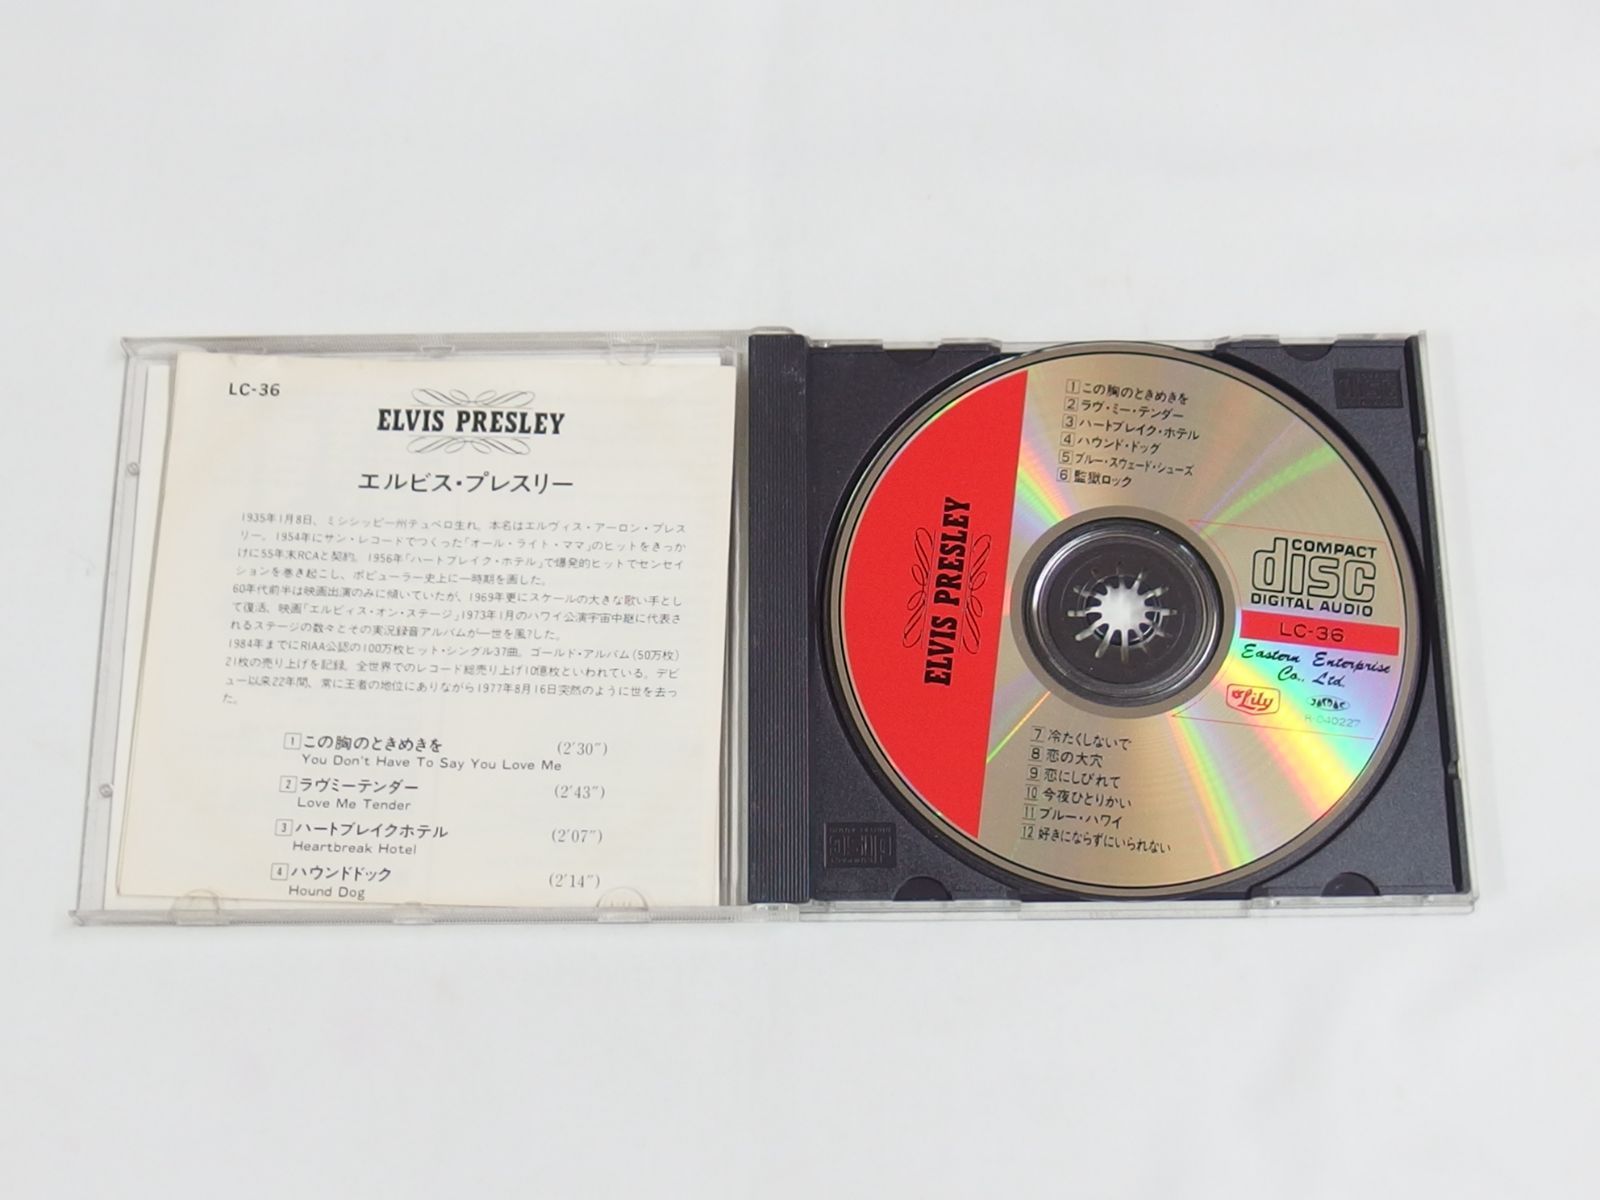 LC-36
ELVIS PRESLEY
エルビス・プレスリー
1935年1月8日、ミシシッピー州テュペロ生れ。本名はエルヴィス・アーロン・プレス
リー。1954年にサン・レコードでつくった「オール・ライト・ママ」のヒットをきっか
けに55年末RCAと契約。1956年「ハートブレイク・ホテル」で爆発的ヒットでセンセイ
ションを巻き起こし、ポピューラー史上に一時期を画した。
60年代前半は映画出演のみに傾いていたが、1969年更にスケールの大きな歌い手とし
て復活、映画「エルビィス・オン・ステージ」1973年1月のハワイ公演宇宙中継に代表さ
れるステージの数々とその実況録音アルバムが一世を風?した。
1984年までにRIAA公認の100万枚ヒット・シングル37曲。ゴールド・アルバム(50万枚)
21枚の売り上げを記録。全世界でのレコード総売り上げ10億枚といわれている。デビ
ュー以来22年間、常に王者の地位にありながら1977年8月16日突然のように世を去っ
た。
1 この胸のときめきを (2'30")
You Don't Have To Say You Love Me
2 ラヴミーテンダー (2'43")
Love Me Tender
3 ハートブレイクホテル (2'07")
Heartbreak Hotel
4 ハウンドドック (2'14")
Hound Dog
ELVIS PRESLEY
1 この胸のときめきを
2 ラヴ・ミー・テンダー
3 ハートブレイク・ホテル
4 ハウンド・ドッグ
5 ブルー・スウェード・シューズ
6 監獄ロック
COMPACT
disc
DIGITAL AUDIO
LC-36
Eastern Enterprise
Co., Ltd.
Lily
JASRAC
R-040227
7 冷たくしないで
8 恋の大穴
9 恋にしびれて
10 今夜ひとりかい
11 ブルー・ハワイ
12 好きにならずにいられない